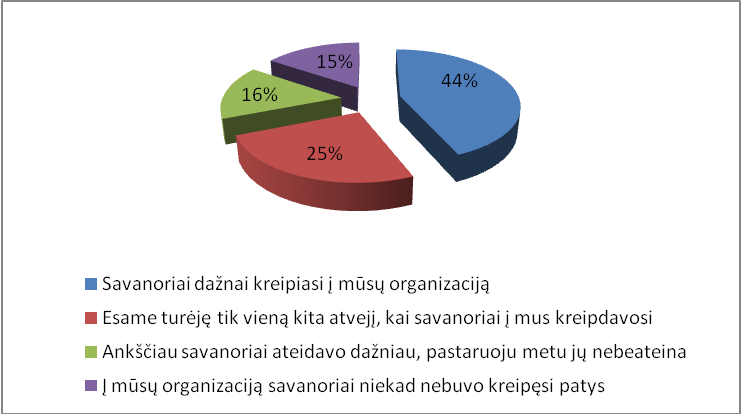 15%
44%
16%
25%
Savanoriai dažnai kreipiasi į mūsų organizaciją
Esame turėję tik vieną kita atvejį, kai savanoriai į mus kreipdavosi
Ankščiau savanoriai ateidavo dažniau, pastaruoju metu jų nebeateina
Į mūsų organizaciją savanoriai niekad nebuvo kreipęsi patys